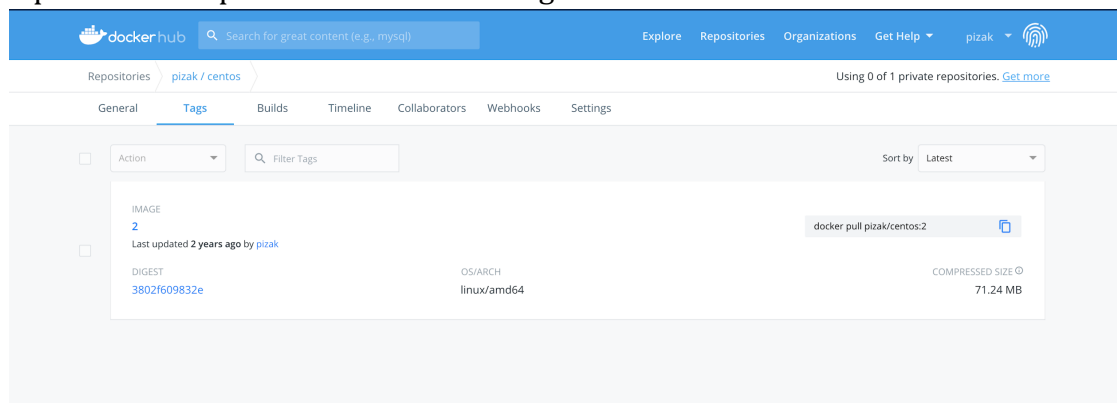 dockerhub Search for great content (e.g., mysql) Explore Repositories Organizations Get Help pizak
Repositories pizak / centos Using 0 of 1 private repositories. Get more
General Tags Builds Timeline Collaborators Webhooks Settings
Action Filter Tags Sort by Latest
IMAGE
2
docker pull pizak/centos:2
Last updated 2 years ago by pizak
DIGEST OS/ARCH COMPRESSED SIZE
3802f609832e linux/amd64 71.24 MB